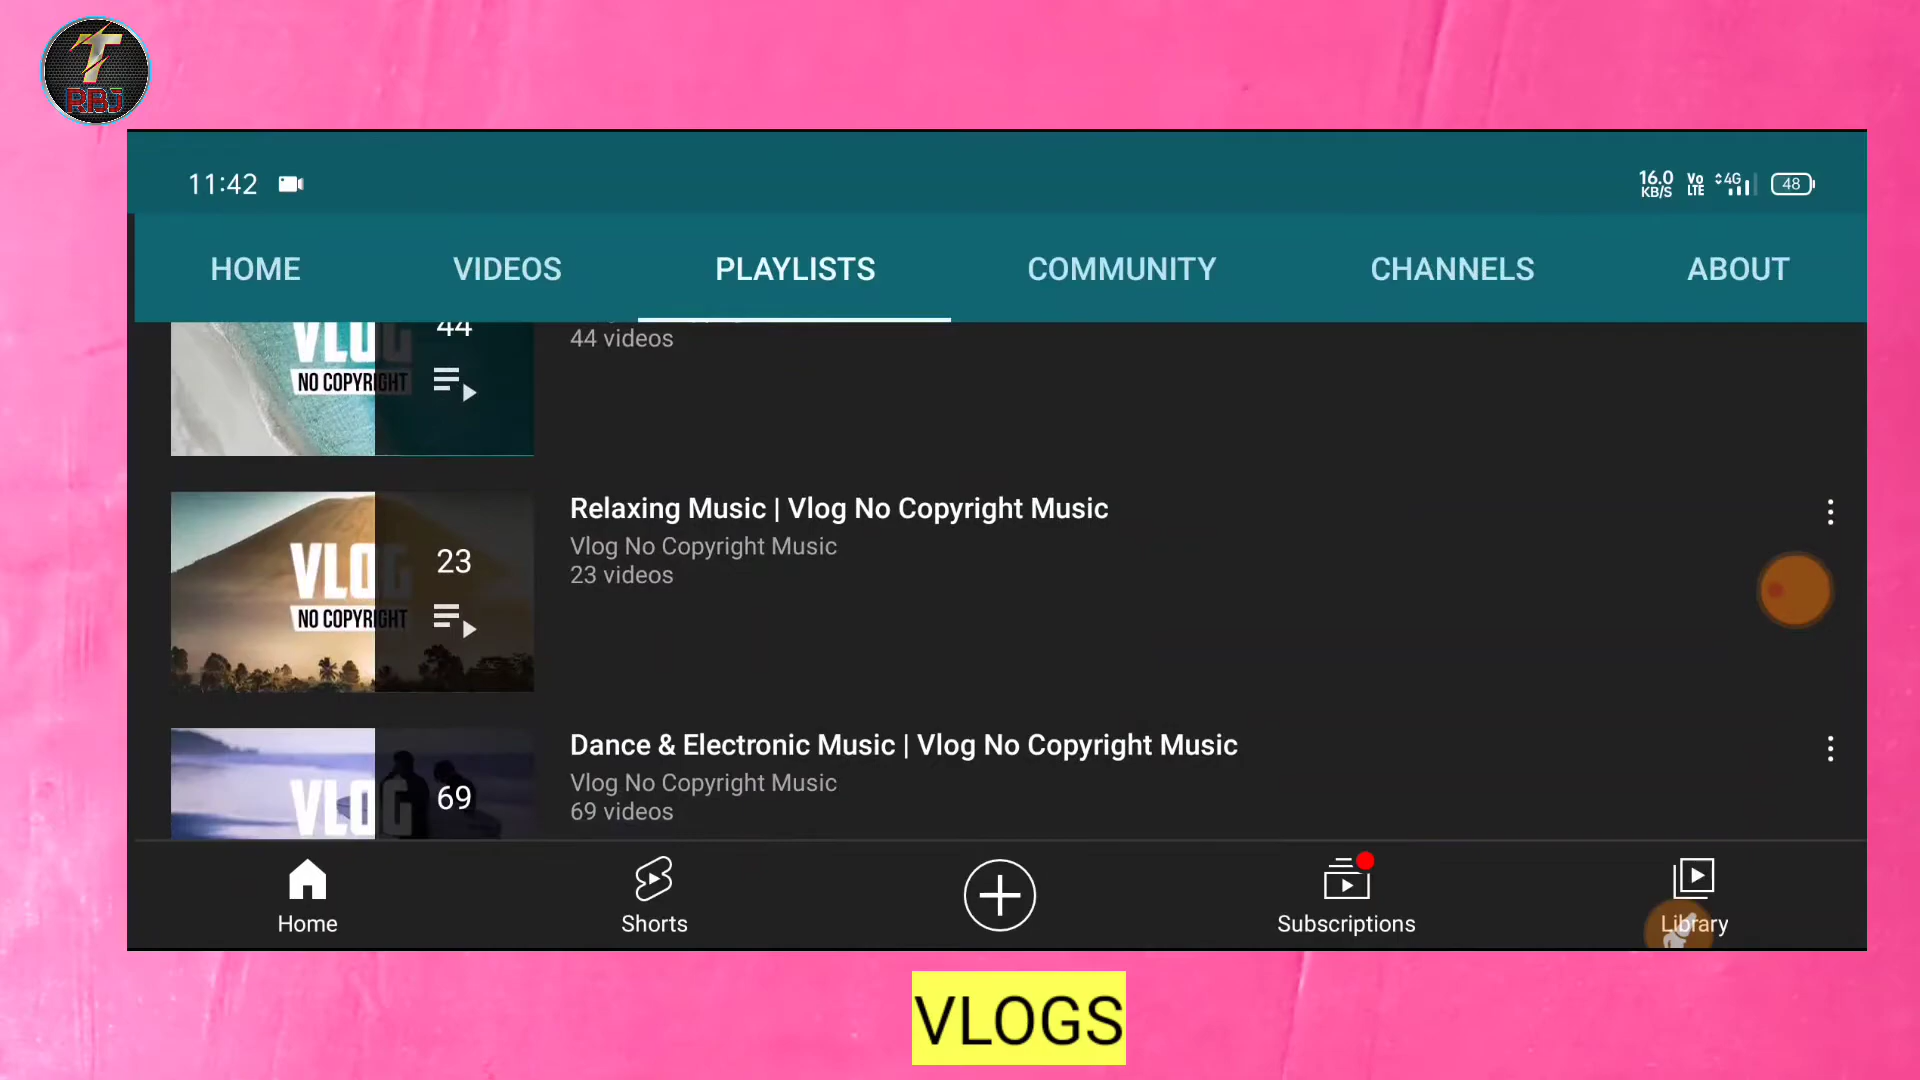 T
RBJ
11:42
16.0 KB/S Vo LTE 4G 48
HOME VIDEOS PLAYLISTS COMMUNITY CHANNELS ABOUT
VLOG
NO COPYRIGHT
44
44 videos
VLOG
NO COPYRIGHT
23
Relaxing Music | Vlog No Copyright Music
Vlog No Copyright Music
23 videos
VLOG
69
Dance & Electronic Music | Vlog No Copyright Music
Vlog No Copyright Music
69 videos
Home Shorts Subscriptions Library
VLOGS